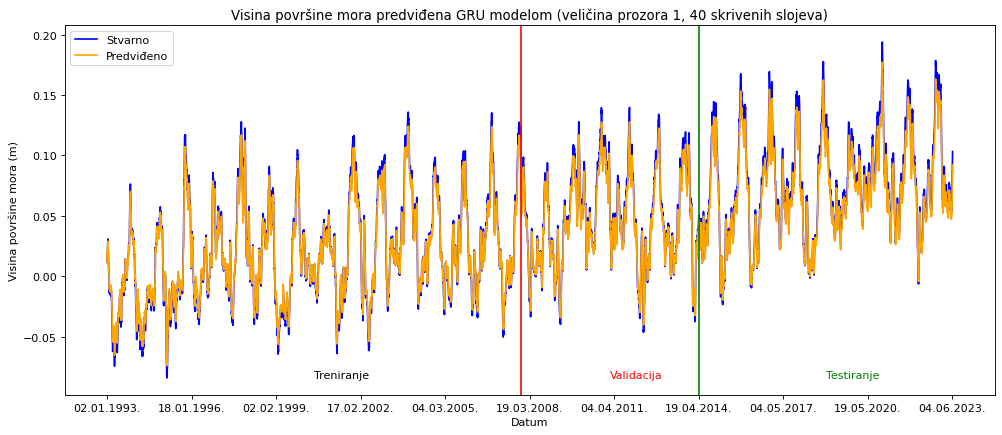 Visina površine mora predviđena GRU modelom (veličina prozora 1, 40 skrivenih slojeva)
Stvarno
Predviđeno
Visina površine mora (m)
0.20
0.15
0.10
0.05
0.00
−0.05
Treniranje
Validacija
Testiranje
02.01.1993. 18.01.1996. 02.02.1999. 17.02.2002. 04.03.2005. 19.03.2008. 04.04.2011. 19.04.2014. 04.05.2017. 19.05.2020. 04.06.2023.
Datum